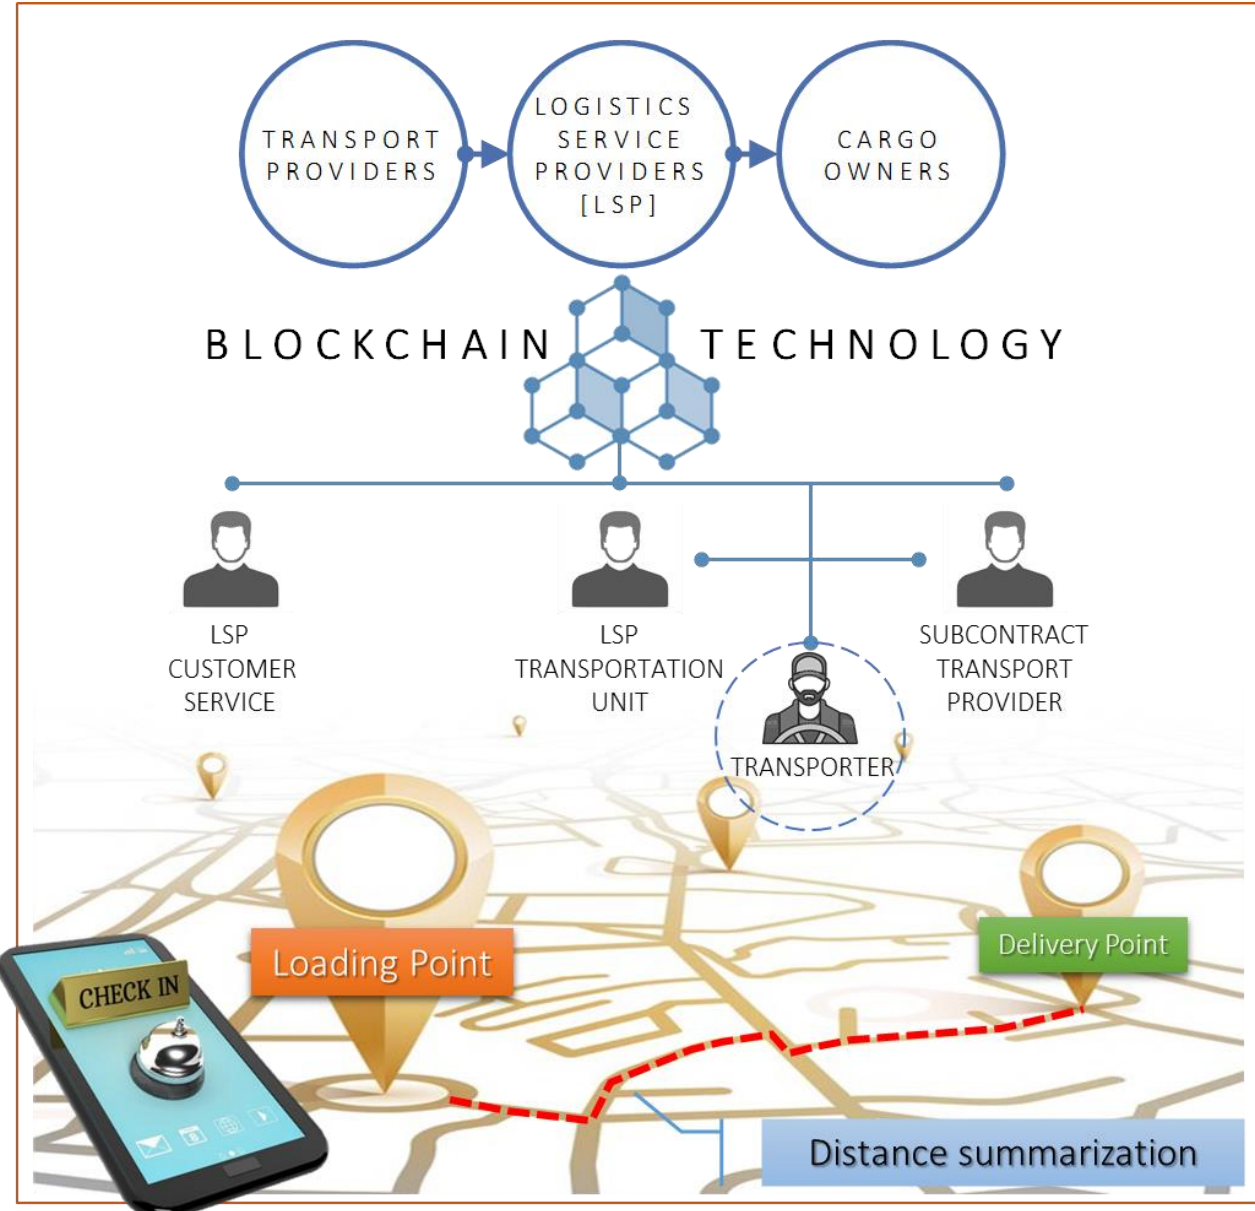 TRANSPORT
PROVIDERS
LOGISTICS
SERVICE
PROVIDERS
[LSP]
CARGO
OWNERS
BLOCKCHAIN TECHNOLOGY
LSP
CUSTOMER
SERVICE
LSP
TRANSPORTATION
UNIT
SUBCONTRACT
TRANSPORT
PROVIDER
TRANSPORTER
Loading Point
Delivery Point
CHECK IN
8
Distance summarization